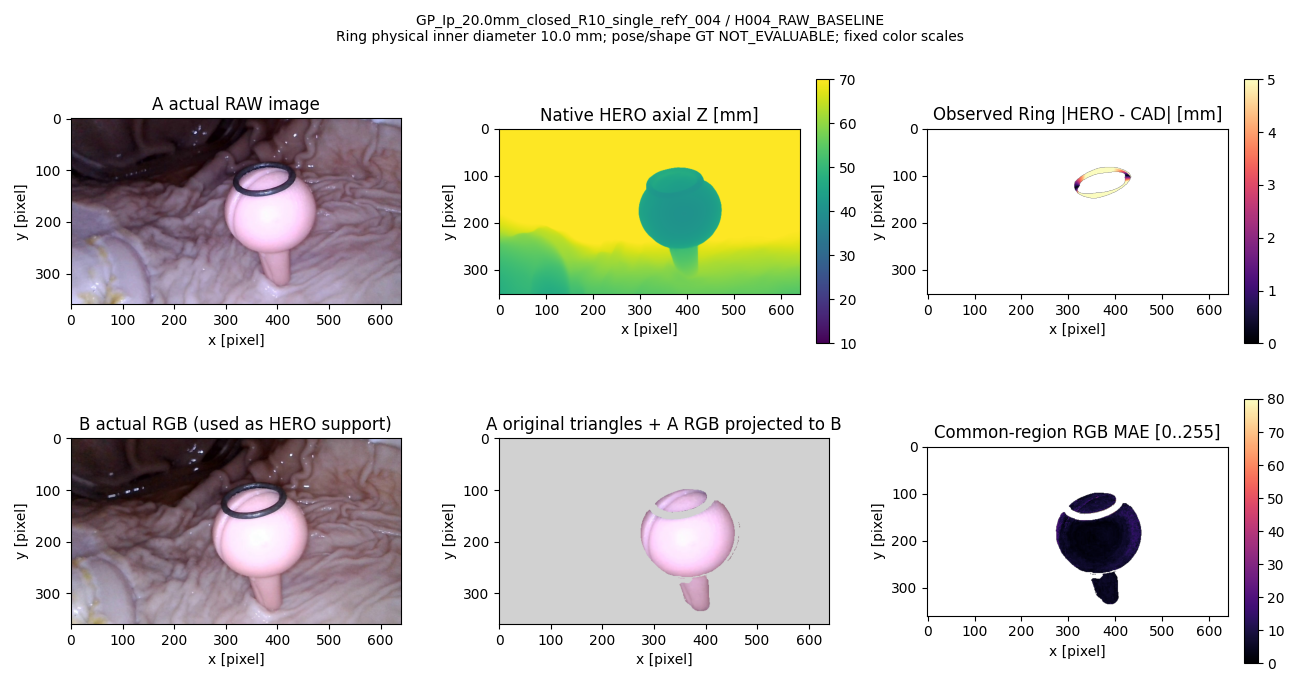 GP_Ip_20.0mm_closed_R10_single_refY_004 / H004_RAW_BASELINE
Ring physical inner diameter 10.0 mm; pose/shape GT NOT_EVALUABLE; fixed color scales
A actual RAW image
0
100
200
300
y [pixel]
0 100 200 300 400 500 600
x [pixel]
Native HERO axial Z [mm]
0
100
200
300
y [pixel]
0 100 200 300 400 500 600
x [pixel]
70
60
50
40
30
20
10
Observed Ring |HERO - CAD| [mm]
0
100
200
300
y [pixel]
0 100 200 300 400 500 600
x [pixel]
5
4
3
2
1
0
B actual RGB (used as HERO support)
0
100
200
300
y [pixel]
0 100 200 300 400 500 600
x [pixel]
A original triangles + A RGB projected to B
0
100
200
300
y [pixel]
0 100 200 300 400 500 600
x [pixel]
Common-region RGB MAE [0..255]
0
100
200
300
y [pixel]
0 100 200 300 400 500 600
x [pixel]
80
70
60
50
40
30
20
10
0